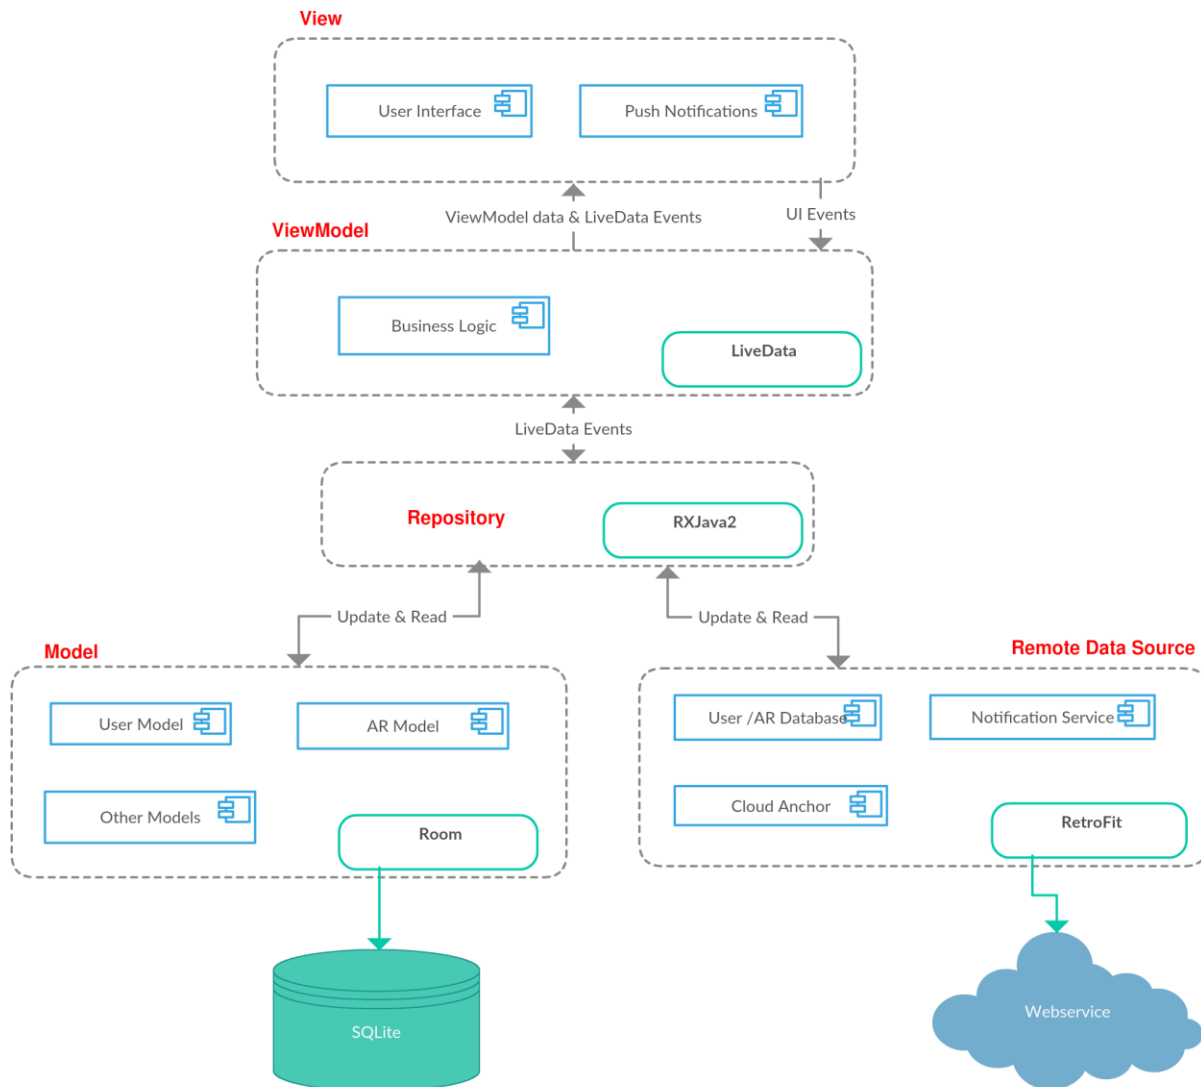 View
User Interface
Push Notifications
ViewModel data & LiveData Events
UI Events
ViewModel
Business Logic
LiveData
LiveData Events
Repository
RXJava2
Update & Read
Update & Read
Model
Remote Data Source
User Model
AR Model
User /AR Database
Notification Service
Other Models
Cloud Anchor
Room
RetroFit
SQLite
Webservice